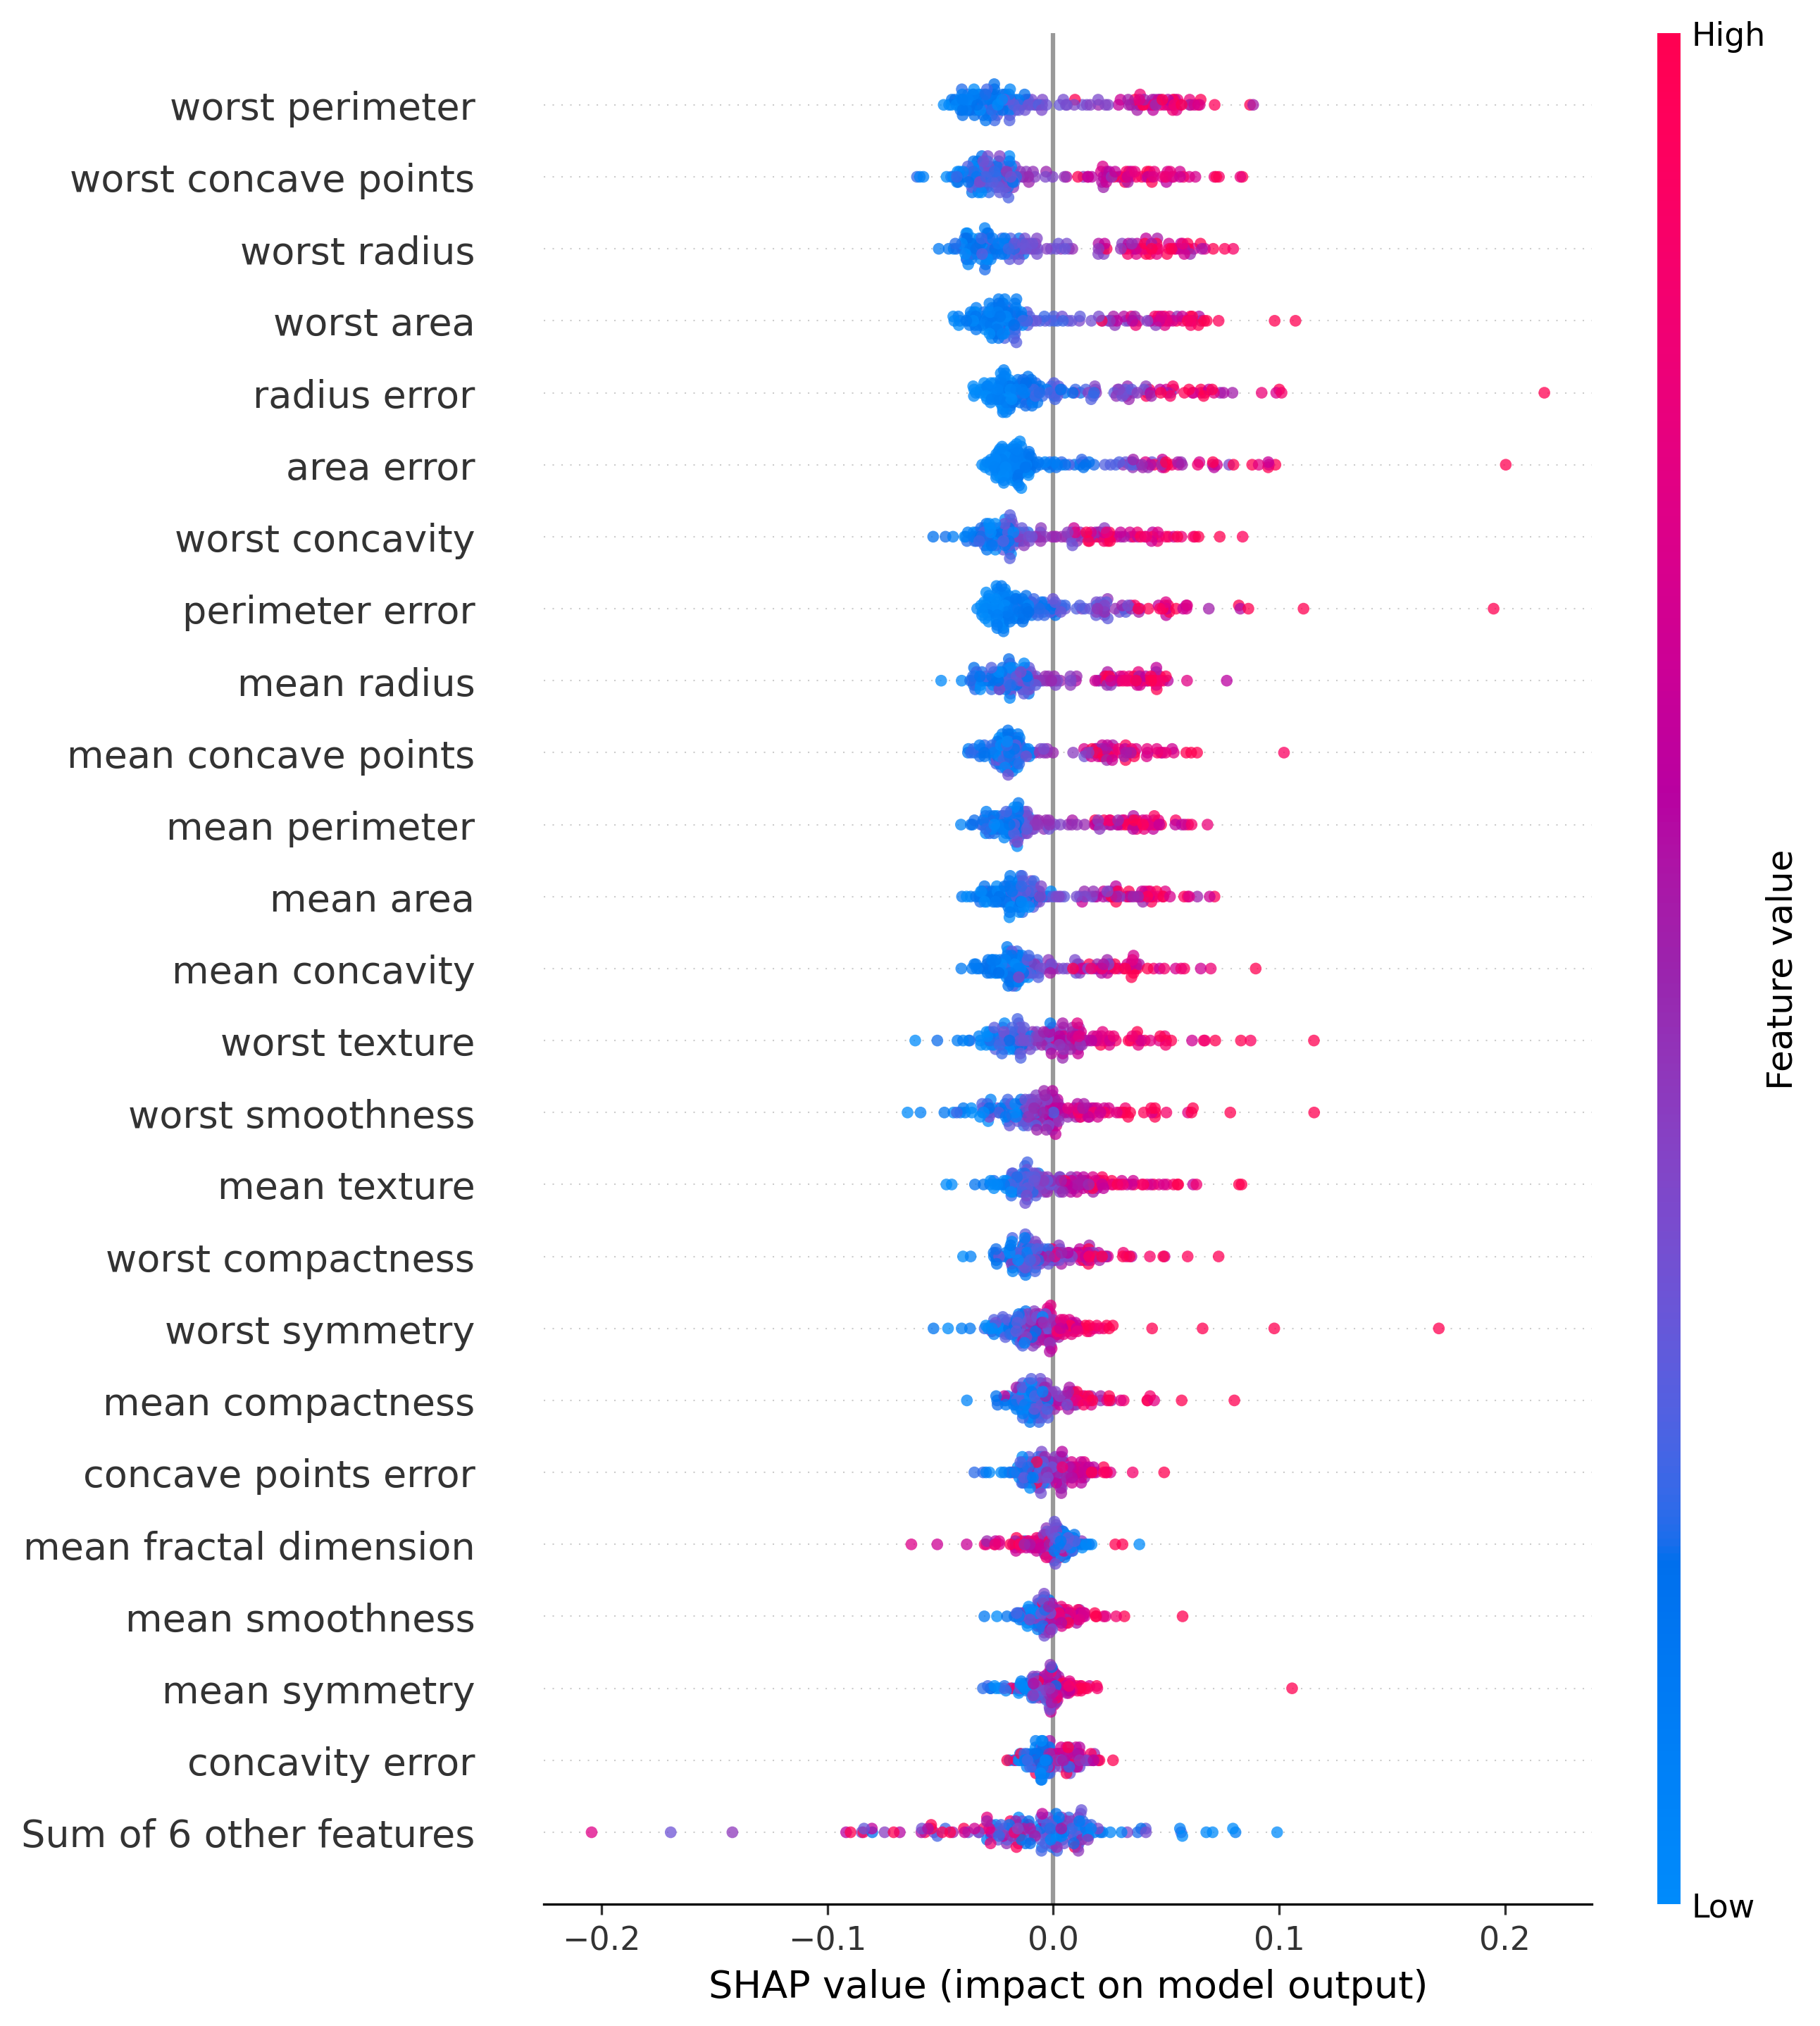 High
worst perimeter
worst concave points
worst radius
worst area
radius error
area error
worst concavity
perimeter error
mean radius
mean concave points
mean perimeter
mean area
mean concavity
worst texture
worst smoothness
mean texture
worst compactness
worst symmetry
mean compactness
concave points error
mean fractal dimension
mean smoothness
mean symmetry
concavity error
Sum of 6 other features
Feature value
Low
−0.2 −0.1 0.0 0.1 0.2
SHAP value (impact on model output)